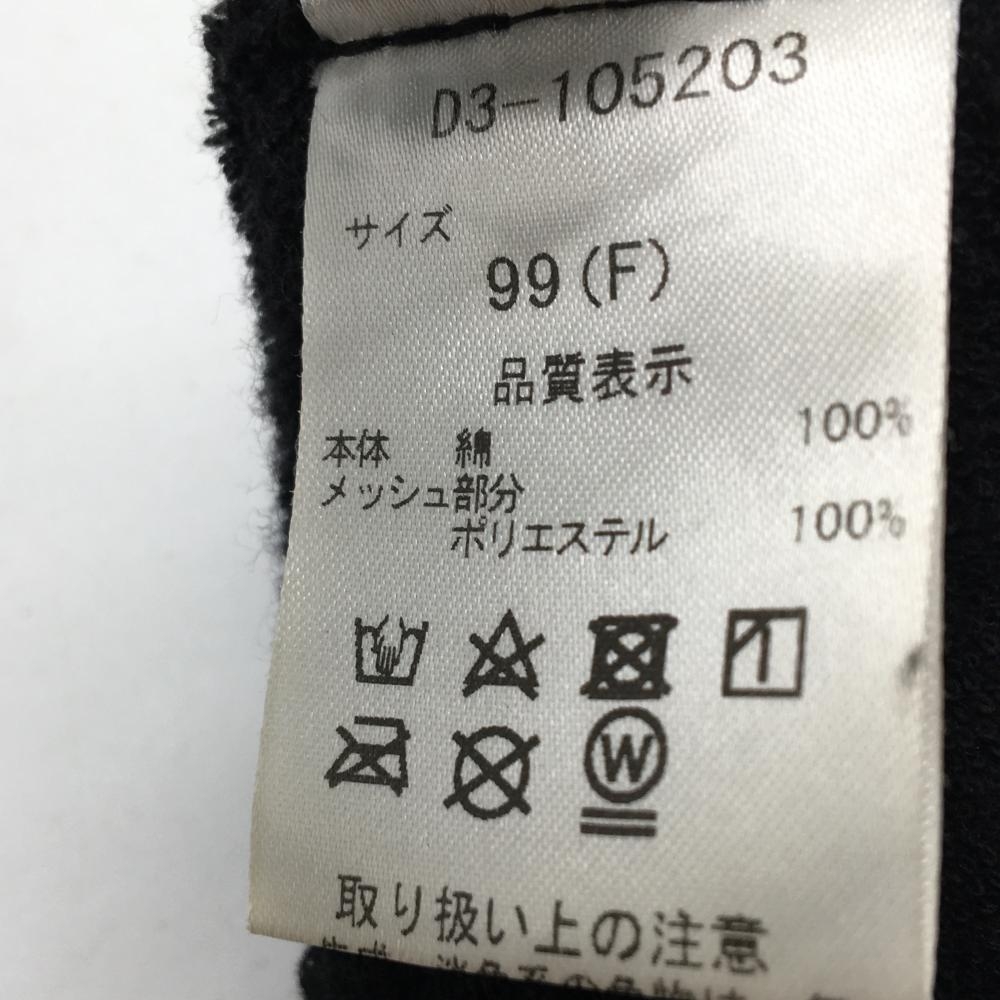 D3-105203
サイズ
99(F)
品質表示
本体 綿 100%
メッシュ部分
ポリエステル 100%
W
取り扱い上の注意